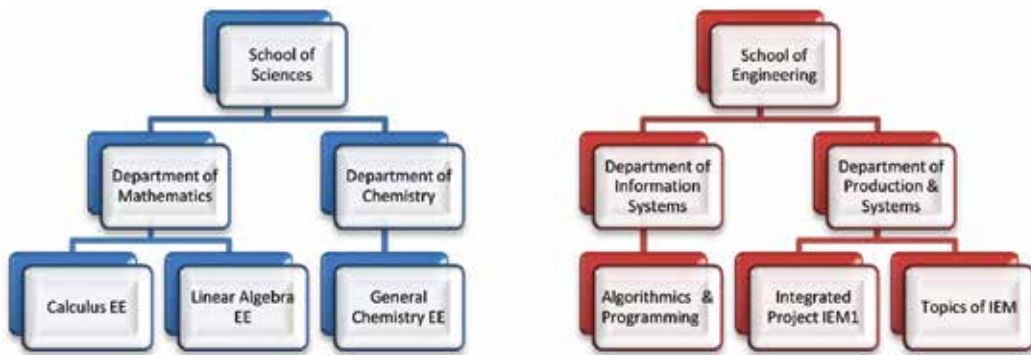 School of
Sciences
School of
Engineering
Department of
Mathematics
Department of
Chemistry
Department of
Information
Systems
Department of
Production &
Systems
Calculus EE
Linear Algebra
EE
General
Chemistry EE
Algorithmics &
Programming
Integrated
Project IEM1
Topics of IEM